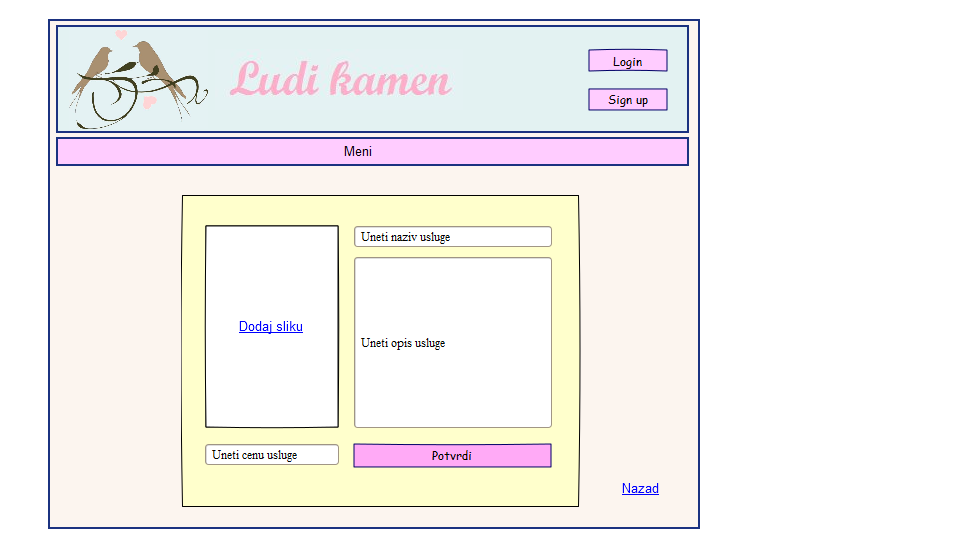 Ludi kamen
Login
Sign up
Meni
Dodaj sliku
Uneti naziv usluge
Uneti opis usluge
Uneti cenu usluge
Potvrdi
Nazad